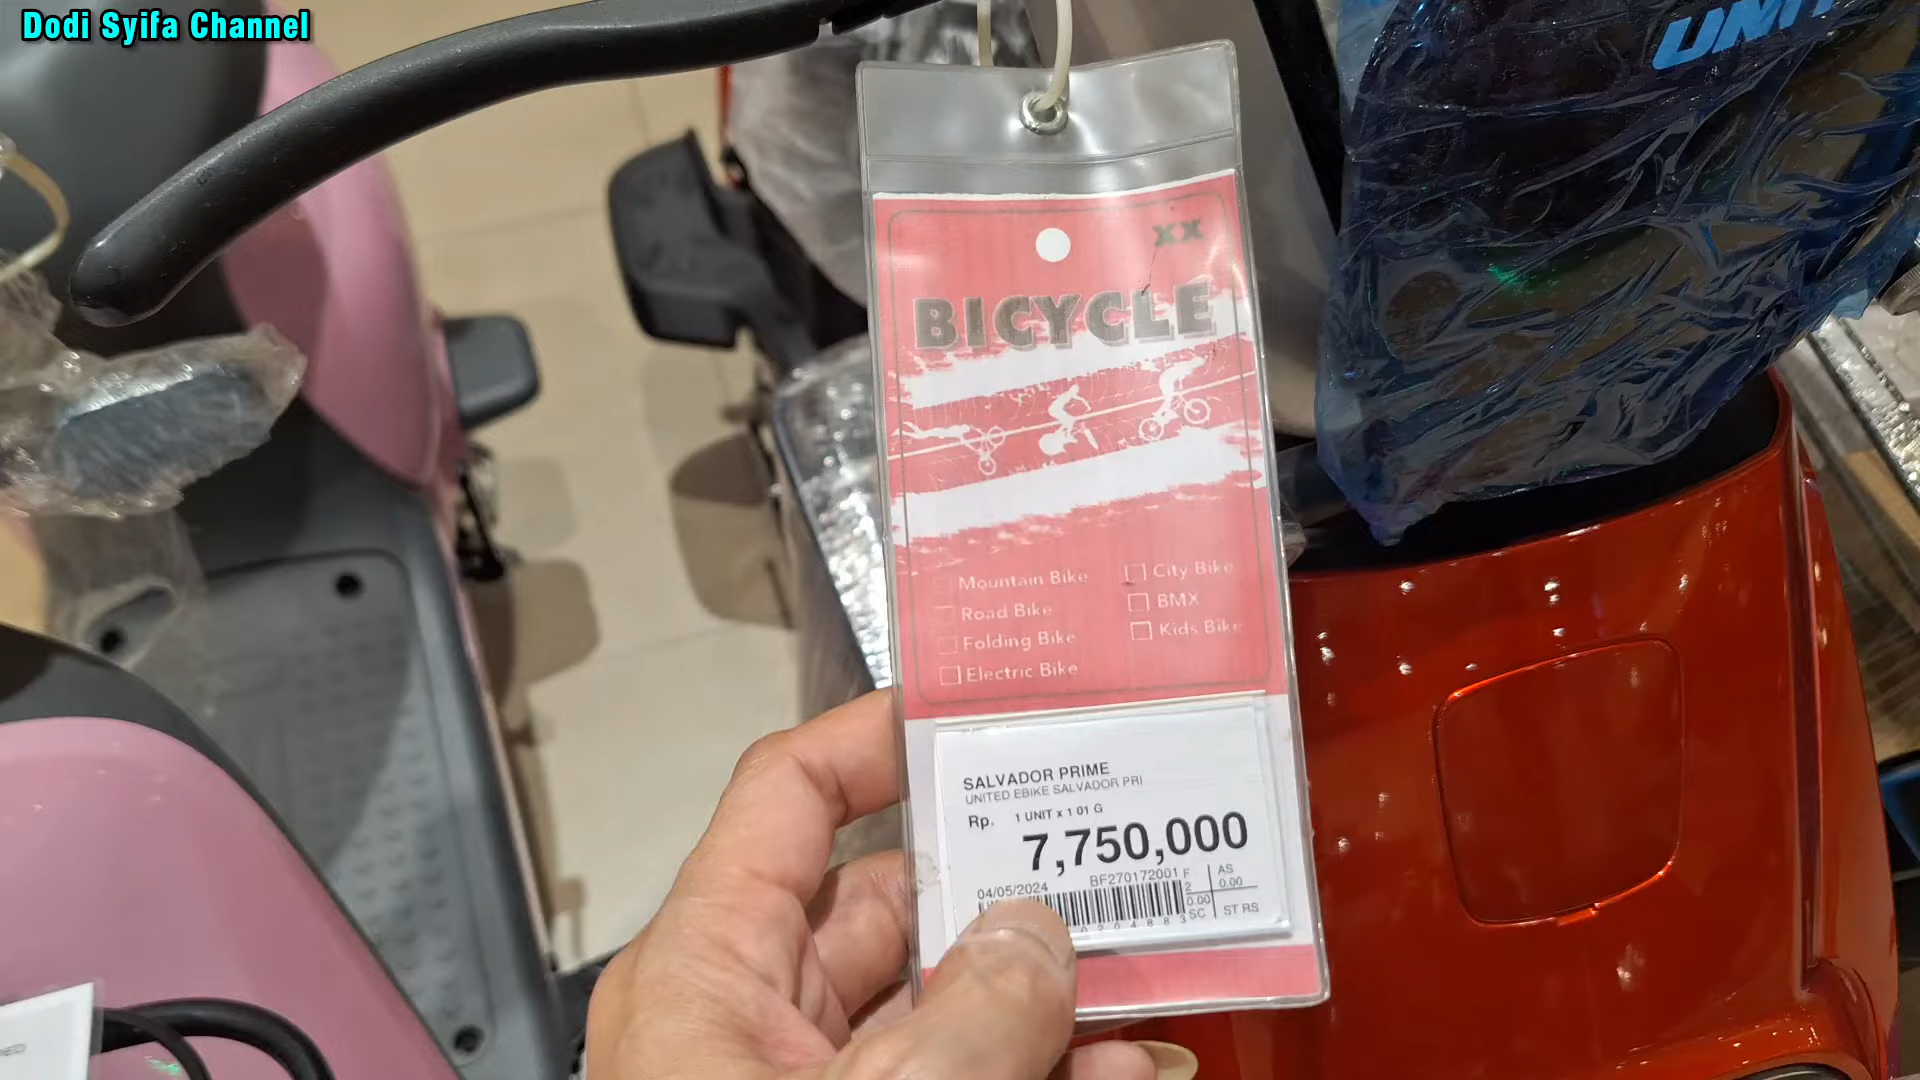 Dodi Syifa Channel
XX
BICYCLE
Mountain Bike
City Bike
Road Bike
BMX
Folding Bike
Kids Bike
Electric Bike
SALVADOR PRIME
UNITED EBIKE SALVADOR PRI
Rp. 1 UNIT x 1 01 G
7,750,000
04/05/2024 BF270172001 F
2
AS
0.00
0.00
SC
ST RS